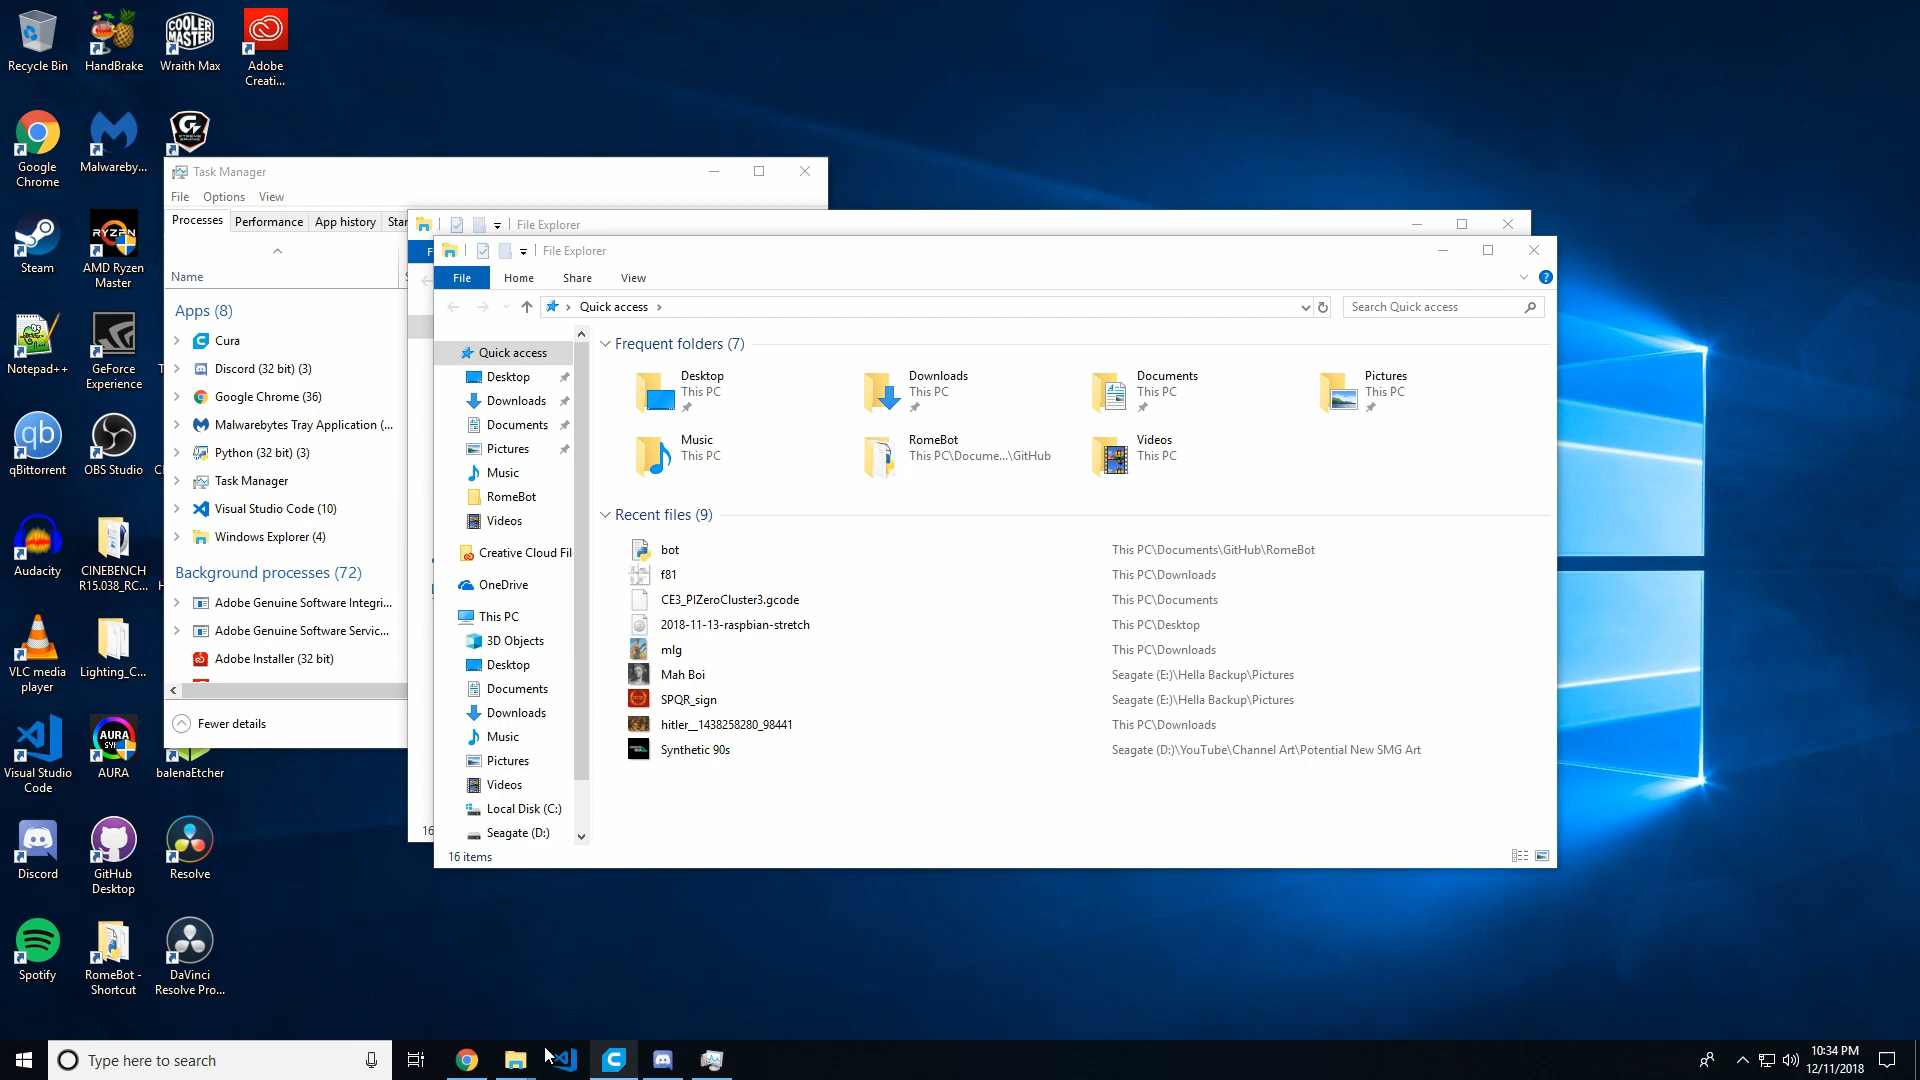 Recycle Bin
HandBrake
COOLER
MASTER
Wraith Max
Adobe
Creati...
Google
Chrome
Malwareby...
Steam
RYZEN
AMD Ryzen
Master
Notepad++
GeForce
Experience
qb
qBittorrent
OBS Studio
Audacity
CINEBENCH
R15.038_RC...
VLC media
player
Lighting_C...
Visual Studio
Code
AURA
AURA
balenaEtcher
Discord
GitHub
Desktop
Resolve
Spotify
RomeBot -
Shortcut
DaVinci
Resolve Pro...
Task Manager
File Options View
Processes Performance App history Star
Name
Apps (8)
Cura
Discord (32 bit) (3)
Google Chrome (36)
Malwarebytes Tray Application (...
Python (32 bit) (3)
Task Manager
Visual Studio Code (10)
Windows Explorer (4)
Background processes (72)
Adobe Genuine Software Integri...
Adobe Genuine Software Servic...
Adobe Installer (32 bit)
Fewer details
File Explorer
F
16
File Explorer
File Home Share View
Quick access
Search Quick access
Quick access
Desktop
Downloads
Documents
Pictures
Music
RomeBot
Videos
Creative Cloud Fil
OneDrive
This PC
3D Objects
Desktop
Documents
Downloads
Music
Pictures
Videos
Local Disk (C:)
Seagate (D:)
Frequent folders (7)
Desktop
This PC
Downloads
This PC
Documents
This PC
Pictures
This PC
Music
This PC
RomeBot
This PC\Docume...\GitHub
Videos
This PC
Recent files (9)
bot This PC\Documents\GitHub\RomeBot
f81 This PC\Downloads
CE3_PIZeroCluster3.gcode This PC\Documents
2018-11-13-raspbian-stretch This PC\Desktop
mlg This PC\Downloads
Mah Boi Seagate (E:)\Hella Backup\Pictures
SPQR_sign Seagate (E:)\Hella Backup\Pictures
hitler__1438258280_98441 This PC\Downloads
Synthetic 90s Seagate (D:)\YouTube\Channel Art\Potential New SMG Art
16 items
Type here to search
10:34 PM
12/11/2018